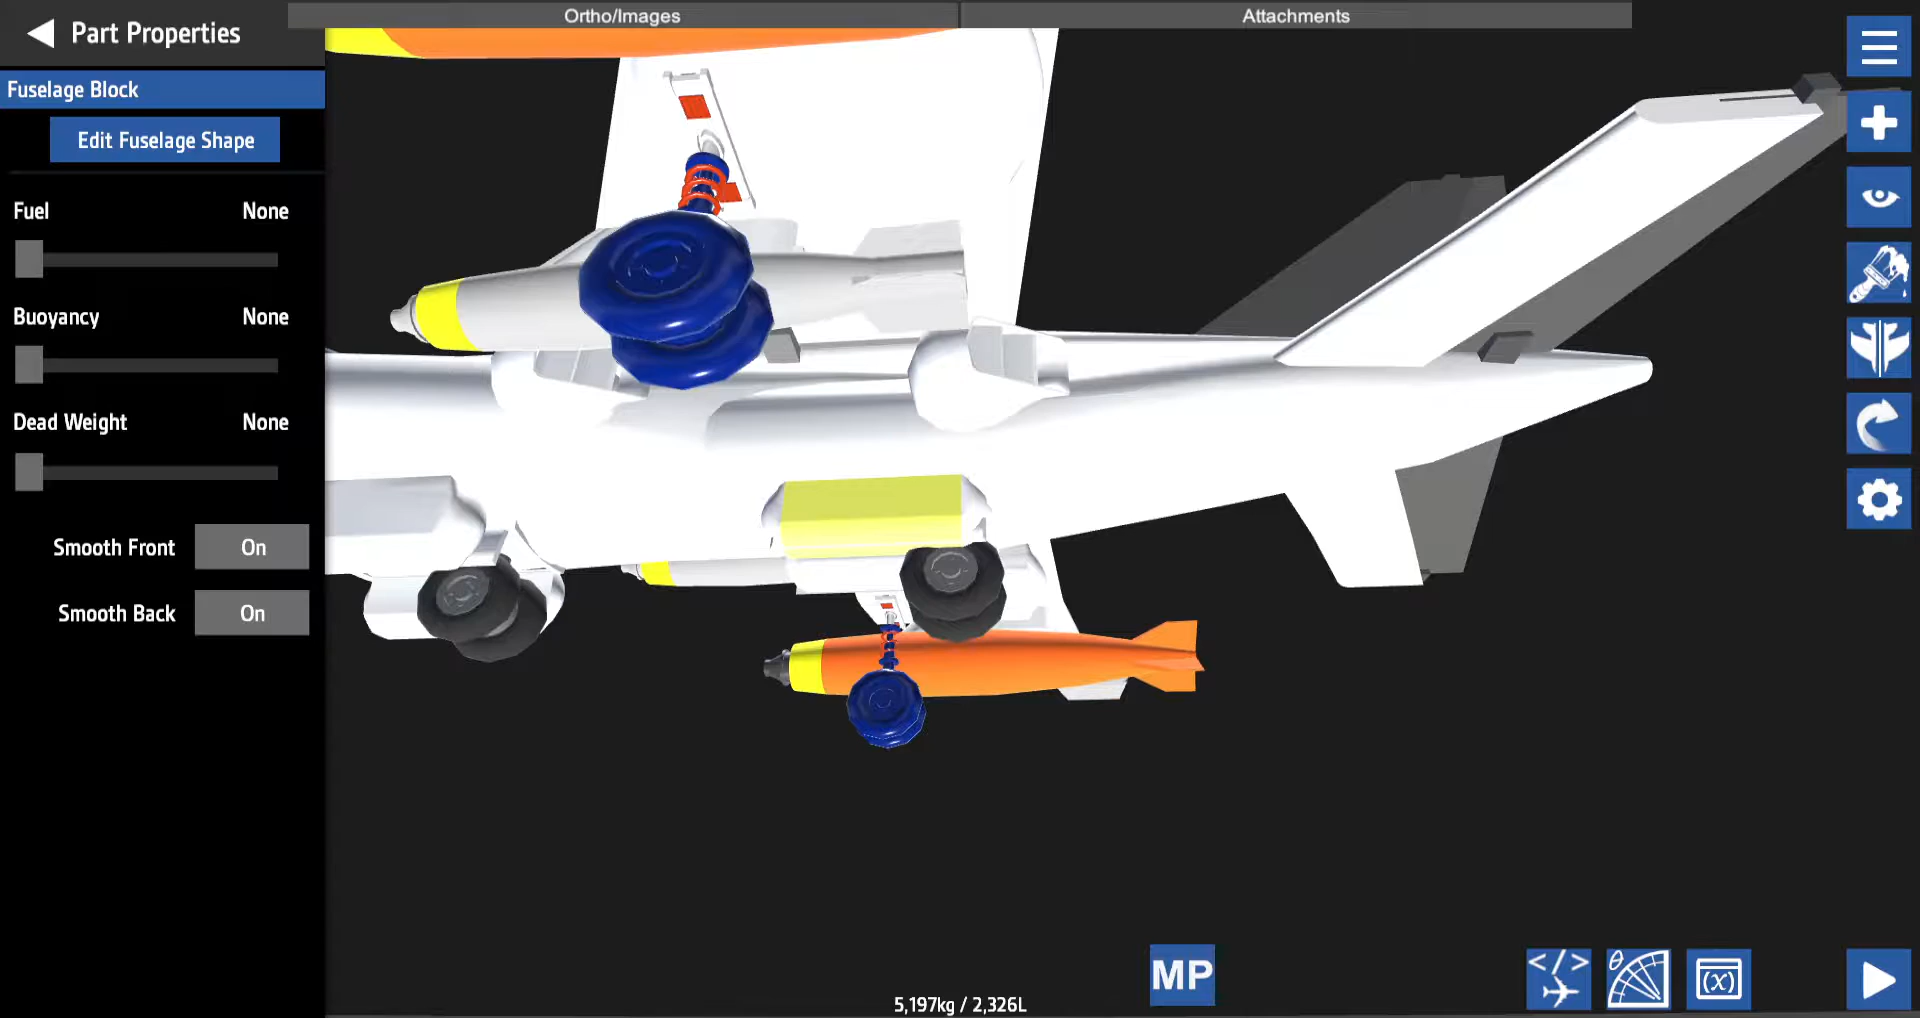 Ortho/Images
Attachments
Part Properties
Fuselage Block
Edit Fuselage Shape
Fuel None
Buoyancy None
Dead Weight None
Smooth Front On
Smooth Back On
MP
</>
θ
(x)
5,197kg / 2,326L